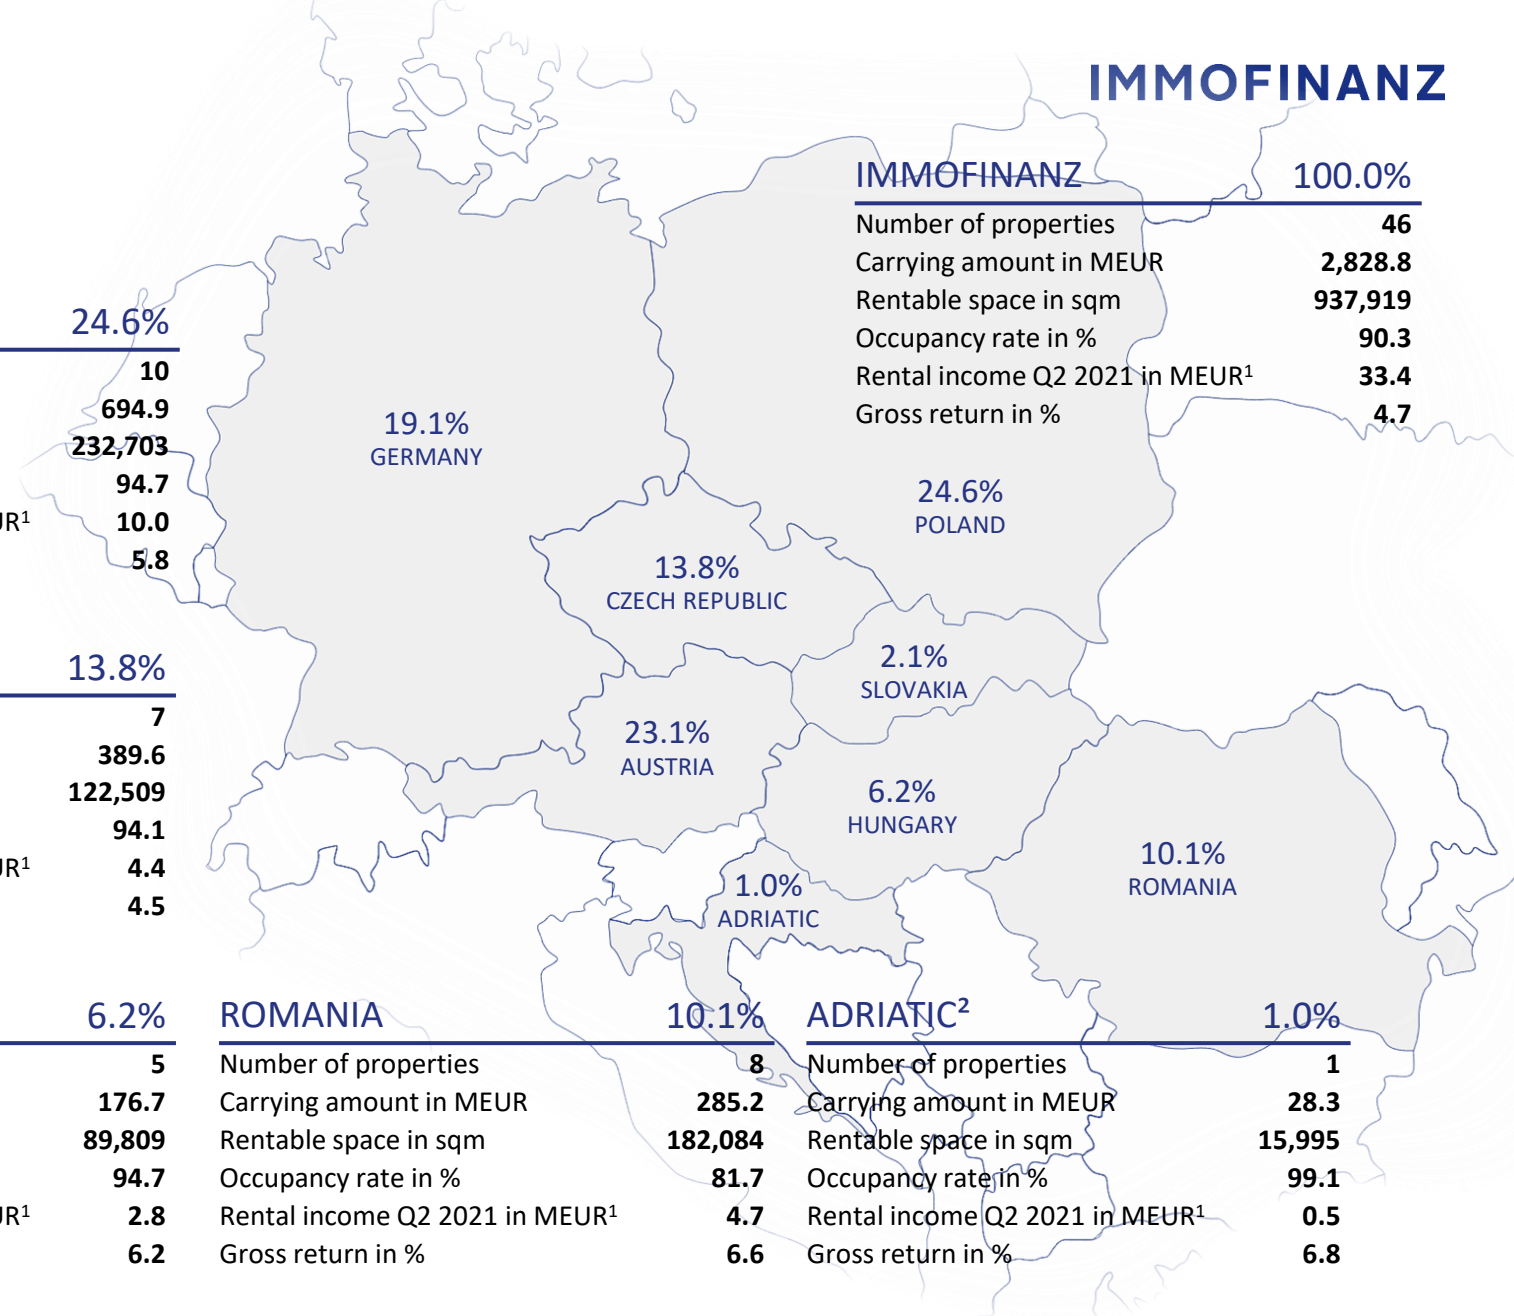 IMMOFINANZ
IMMOFINANZ 100.0%
Number of properties 46
Carrying amount in MEUR 2,828.8
Rentable space in sqm 937,919
Occupancy rate in % 90.3
Rental income Q2 2021 in MEUR¹ 33.4
Gross return in % 4.7
24.6%
10
694.9
232,703
94.7
UR¹ 10.0
5.8
19.1%
GERMANY
24.6%
POLAND
13.8%
CZECH REPUBLIC
2.1%
SLOVAKIA
23.1%
AUSTRIA
6.2%
HUNGARY
10.1%
ROMANIA
1.0%
ADRIATIC
13.8%
7
389.6
122,509
94.1
UR¹ 4.4
4.5
6.2%
5
176.7
89,809
94.7
UR¹ 2.8
6.2
ROMANIA 10.1%
Number of properties 8
Carrying amount in MEUR 285.2
Rentable space in sqm 182,084
Occupancy rate in % 81.7
Rental income Q2 2021 in MEUR¹ 4.7
Gross return in % 6.6
ADRIATIC² 1.0%
Number of properties 1
Carrying amount in MEUR 28.3
Rentable space in sqm 15,995
Occupancy rate in % 99.1
Rental income Q2 2021 in MEUR¹ 0.5
Gross return in % 6.8